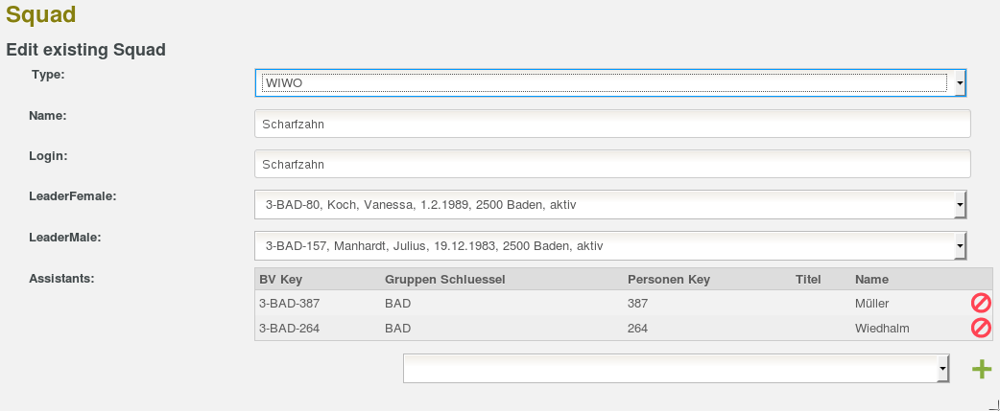 Squad
Edit existing Squad
Type: WIWO
Name: Scharfzahn
Login: Scharfzahn
LeaderFemale: 3-BAD-80, Koch, Vanessa, 1.2.1989, 2500 Baden, aktiv
LeaderMale: 3-BAD-157, Manhardt, Julius, 19.12.1983, 2500 Baden, aktiv
Assistants: BV Key Gruppen Schluessel Personen Key Titel Name
3-BAD-387 BAD 387 Müller
3-BAD-264 BAD 264 Wiedhalm